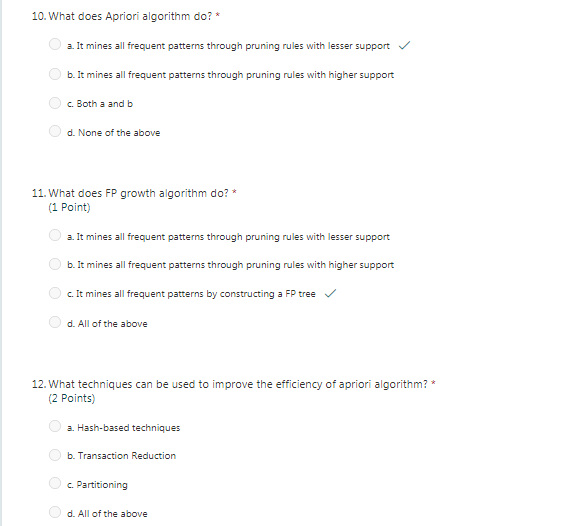 10. What does Apriori algorithm do? *
a. It mines all frequent patterns through pruning rules with lesser support ✓
b. It mines all frequent patterns through pruning rules with higher support
c. Both a and b
d. None of the above
11. What does FP growth algorithm do? *
(1 Point)
a. It mines all frequent patterns through pruning rules with lesser support
b. It mines all frequent patterns through pruning rules with higher support
c. It mines all frequent patterns by constructing a FP tree ✓
d. All of the above
12. What techniques can be used to improve the efficiency of apriori algorithm? *
(2 Points)
a. Hash-based techniques
b. Transaction Reduction
c. Partitioning
d. All of the above